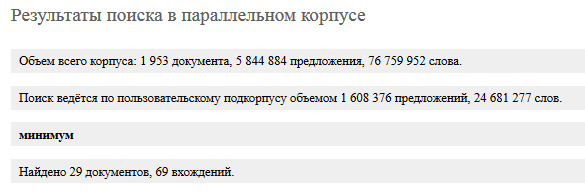 Результаты поиска в параллельном корпусе
Объем всего корпуса: 1 953 документа, 5 844 884 предложения, 76 759 952 слова.
Поиск ведётся по пользовательскому подкорпусу объемом 1 608 376 предложений, 24 681 277 слов.
минимум
Найдено 29 документов, 69 вхождений.